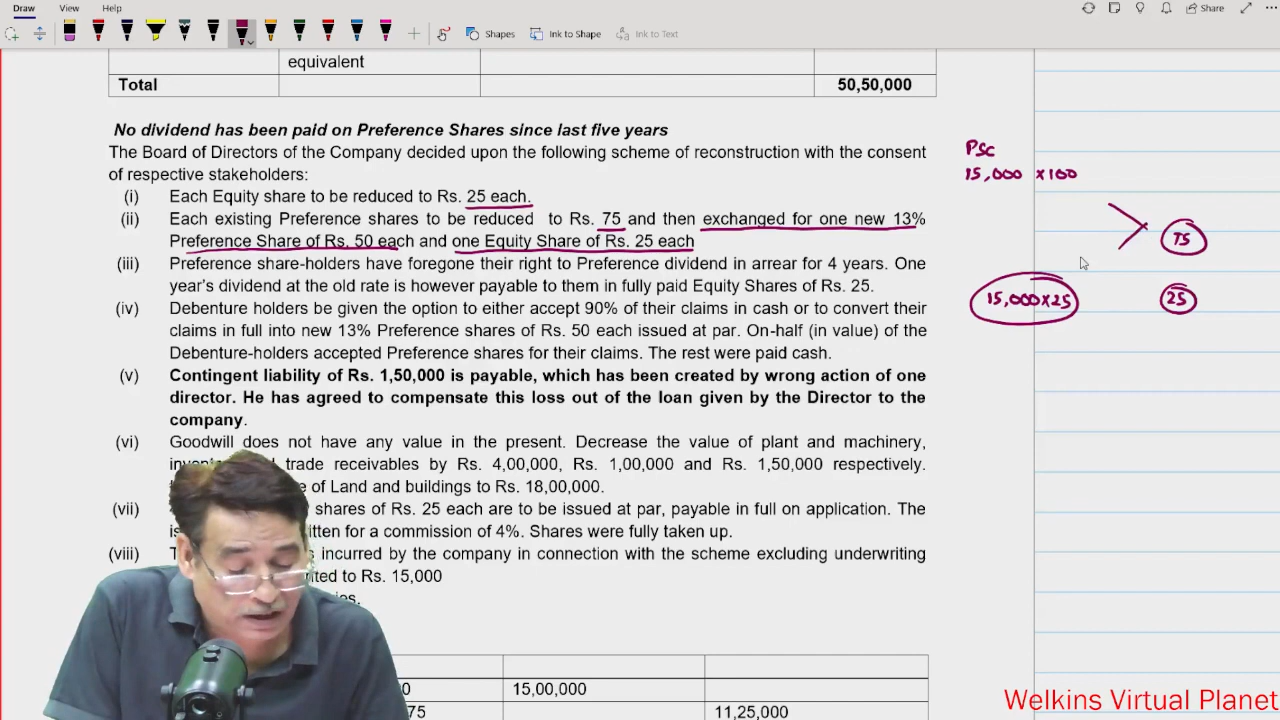 Draw View Help
Share
Shapes Ink to Shape Ink to Text
equivalent
Total 50,50,000
No dividend has been paid on Preference Shares since last five years
The Board of Directors of the Company decided upon the following scheme of reconstruction with the consent
of respective stakeholders:
(i) Each Equity share to be reduced to Rs. 25 each.
(ii) Each existing Preference shares to be reduced to Rs. 75 and then exchanged for one new 13%
Preference Share of Rs. 50 each and one Equity Share of Rs. 25 each
(iii) Preference share-holders have foregone their right to Preference dividend in arrear for 4 years. One
year's dividend at the old rate is however payable to them in fully paid Equity Shares of Rs. 25.
(iv) Debenture holders be given the option to either accept 90% of their claims in cash or to convert their
claims in full into new 13% Preference shares of Rs. 50 each issued at par. On-half (in value) of the
Debenture-holders accepted Preference shares for their claims. The rest were paid cash.
(v) Contingent liability of Rs. 1,50,000 is payable, which has been created by wrong action of one
director. He has agreed to compensate this loss out of the loan given by the Director to the
company.
(vi) Goodwill does not have any value in the present. Decrease the value of plant and machinery,
trade receivables by Rs. 4,00,000, Rs. 1,00,000 and Rs. 1,50,000 respectively.
of Land and buildings to Rs. 18,00,000.
(vii) shares of Rs. 25 each are to be issued at par, payable in full on application. The
for a commission of 4%. Shares were fully taken up.
(viii) incurred by the company in connection with the scheme excluding underwriting
to Rs. 15,000
15,00,000
75 11,25,000
PSC
15,000 x100
75
15,000x25 25
Welkins Virtual Planet